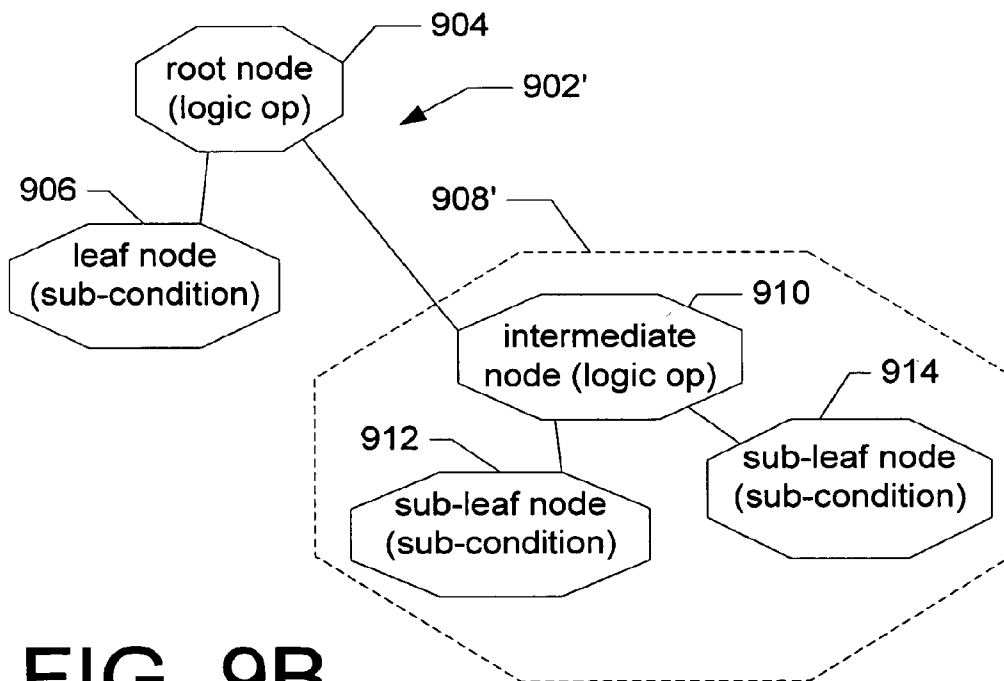 904
root node
(logic op)
902'
906
908'
leaf node
(sub-condition)
910
intermediate
node (logic op)
914
912
sub-leaf node
(sub-condition)
sub-leaf node
(sub-condition)
FIG. 9B